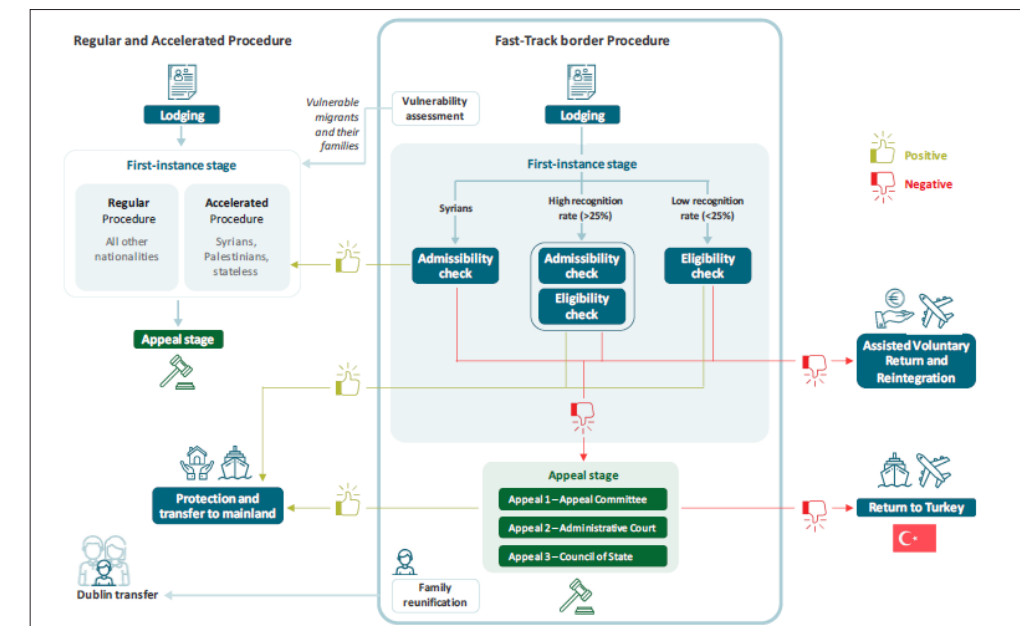 Regular and Accelerated Procedure
Lodging
First-instance stage
Regular
Procedure
All other
nationalities
Accelerated
Procedure
Syrians,
Palestinians,
stateless
Appeal stage
Protection and
transfer to mainland
Dublin transfer
Vulnerable
migrants
and their
families
Fast-Track border Procedure
Vulnerability
assessment
Lodging
First-instance stage
Syrians
High recognition
rate (>25%)
Low recognition
rate (<25%)
Admissibility
check
Admissibility
check
Eligibility
check
Eligibility
check
Appeal stage
Appeal 1 – Appeal Committee
Appeal 2 – Administrative Court
Appeal 3 – Council of State
Family
reunification
Positive
Negative
€
Assisted Voluntary
Return and
Reintegration
Return to Turkey